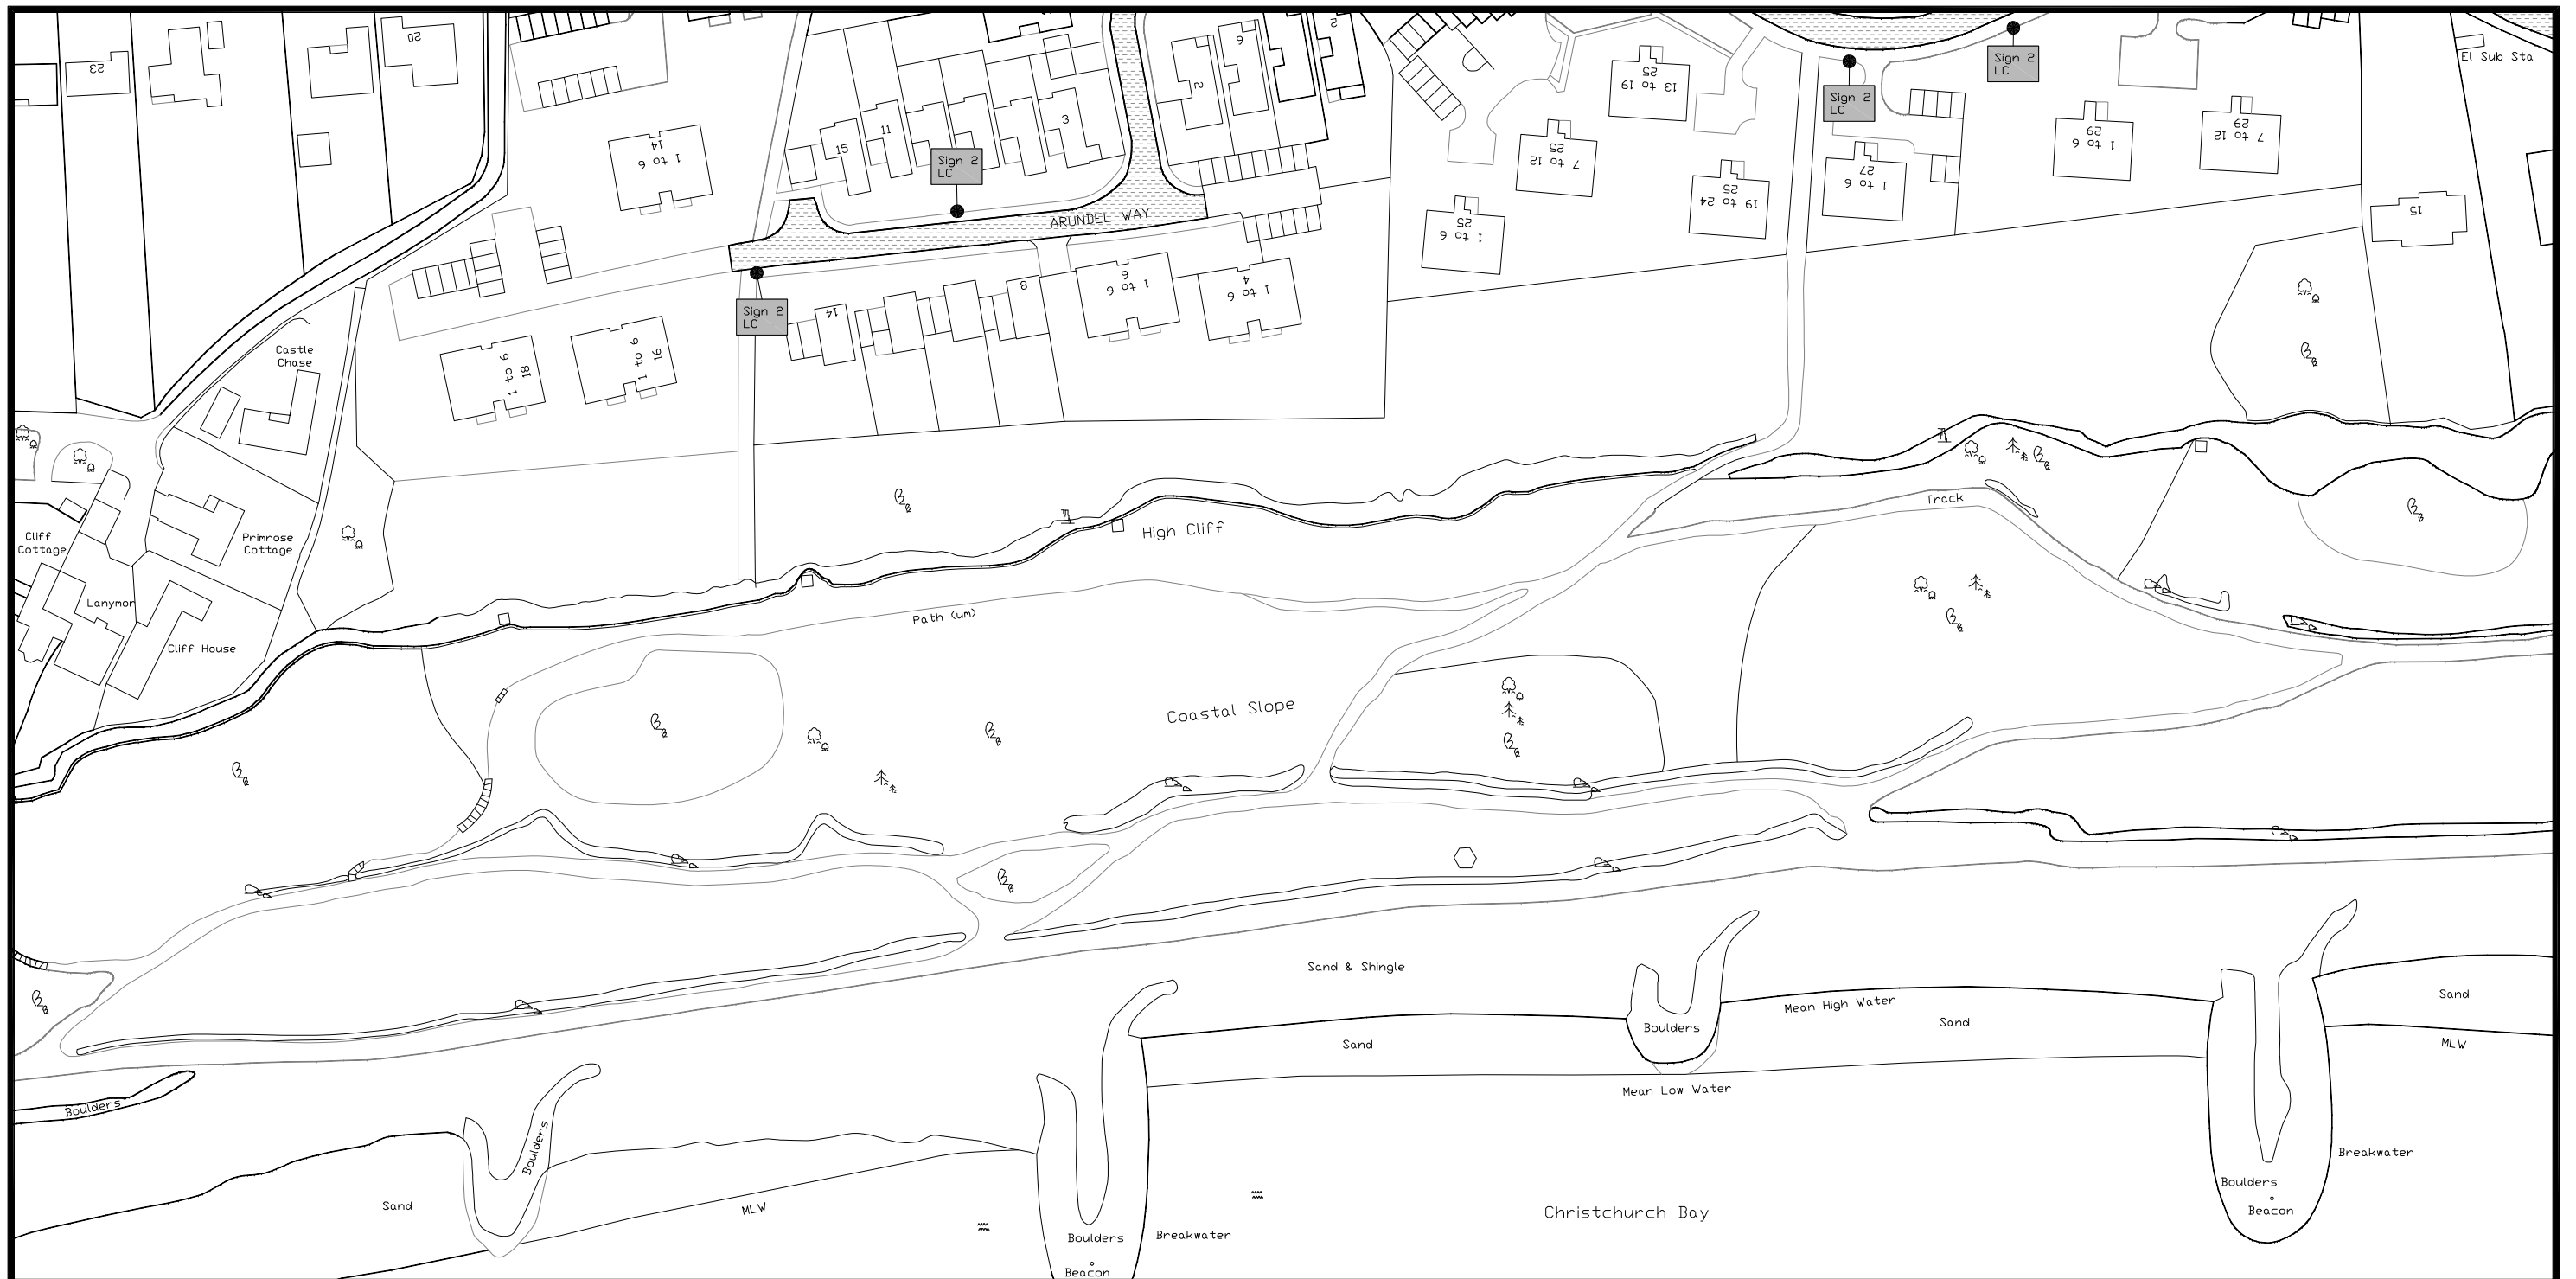 23
20
6
2
2
El Sub Sta
Sign 2
LC
Sign 2
LC
13 to 19
25
1 to 6
14
15
11
3
Sign 2
LC
7 to 12
25
1 to 6
27
1 to 6
29
7 to 12
29
19 to 24
25
1 to 6
25
15
ARUNDEL WAY
Sign 2
LC
14
8
1 to 6
6
1 to 6
4
Castle
Chase
1 to 6
18
1 to 6
16
Track
Cliff
Cottage
Primrose
Cottage
High Cliff
Lanymor
Path (um)
Cliff House
Coastal Slope
Sand & Shingle
Mean High Water
Boulders
Sand
Sand
Sand
MLW
Mean Low Water
Boulders
Boulders
Sand
MLW
Christchurch Bay
Boulders
Breakwater
Beacon
Breakwater
Boulders
Beacon